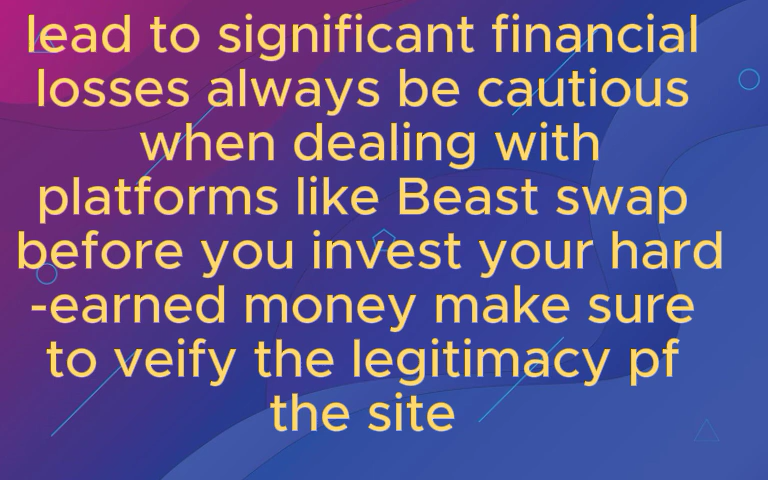 lead to significant financial
losses always be cautious
when dealing with
platforms like Beast swap
before you invest your hard
-earned money make sure
to veify the legitimacy pf
the site